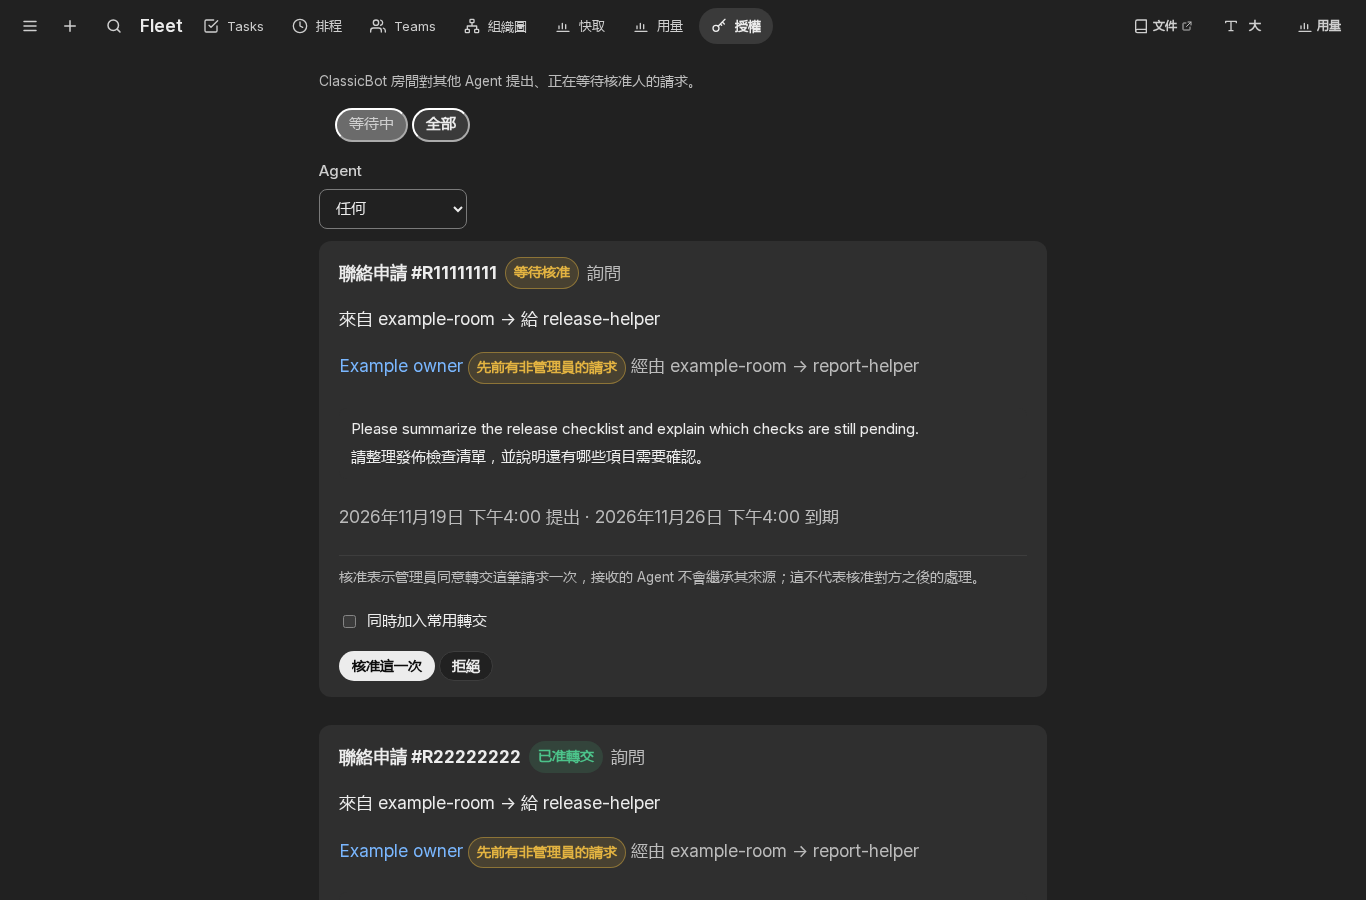 Fleet Tasks 排程 Teams 組織圖 快取 用量 授權 文件 大 用量
ClassicBot 房間對其他 Agent 提出、正在等待核准人的請求。
等待中 全部
Agent
任何
聯絡申請 #R11111111 等待核准 詢問
來自 example-room → 給 release-helper
Example owner 先前有非管理員的請求 經由 example-room → report-helper
Please summarize the release checklist and explain which checks are still pending.
請整理發佈檢查清單，並說明還有哪些項目需要確認。
2026年11月19日 下午4:00 提出 · 2026年11月26日 下午4:00 到期
核准表示管理員同意轉交這筆請求一次，接收的 Agent 不會繼承其來源；這不代表核准對方之後的處理。
同時加入常用轉交
核准這一次 拒絕
聯絡申請 #R22222222 已准轉交 詢問
來自 example-room → 給 release-helper
Example owner 先前有非管理員的請求 經由 example-room → report-helper